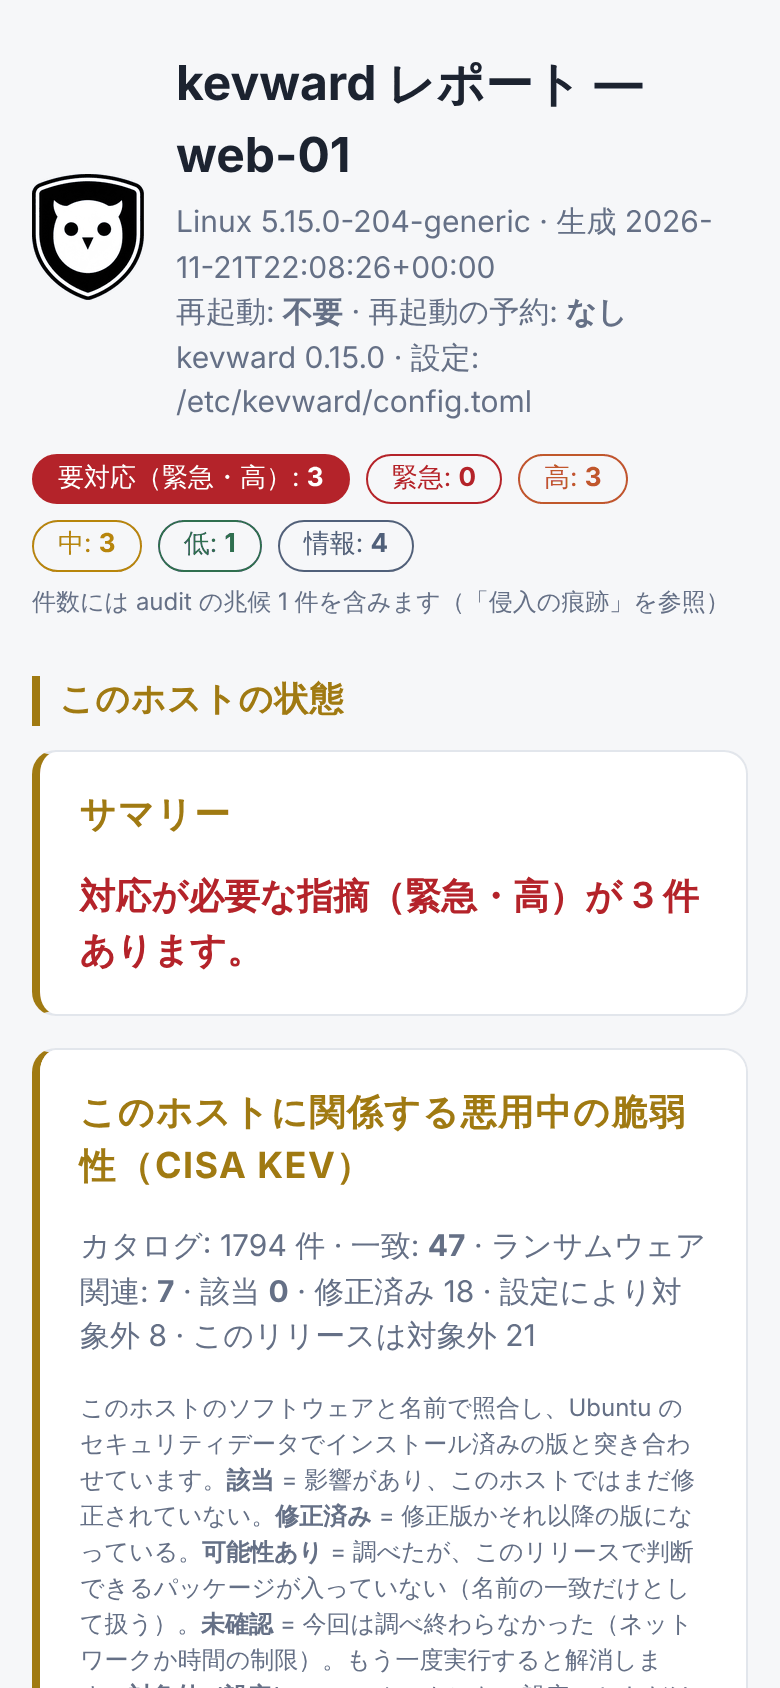 kevward レポート —
web-01
Linux 5.15.0-204-generic · 生成 2026-
11-21T22:08:26+00:00
再起動: 不要 · 再起動の予約: なし
kevward 0.15.0 · 設定:
/etc/kevward/config.toml
要対応（緊急・高）: 3
緊急: 0
高: 3
中: 3
低: 1
情報: 4
件数には audit の兆候 1 件を含みます（「侵入の痕跡」を参照）
このホストの状態
サマリー
対応が必要な指摘（緊急・高）が 3 件
あります。
このホストに関係する悪用中の脆弱
性（CISA KEV）
カタログ: 1794 件 · 一致: 47 · ランサムウェア
関連: 7 · 該当 0 · 修正済み 18 · 設定により対
象外 8 · このリリースは対象外 21
このホストのソフトウェアと名前で照合し、Ubuntu の
セキュリティデータでインストール済みの版と突き合わ
せています。該当 = 影響があり、このホストではまだ修
正されていない。修正済み = 修正版かそれ以降の版にな
っている。可能性あり = 調べたが、このリリースで判断
できるパッケージが入っていない（名前の一致だけとし
て扱う）。未確認 = 今回は調べ終わらなかった（ネット
ワークか時間の制限）。もう一度実行すると解消しま